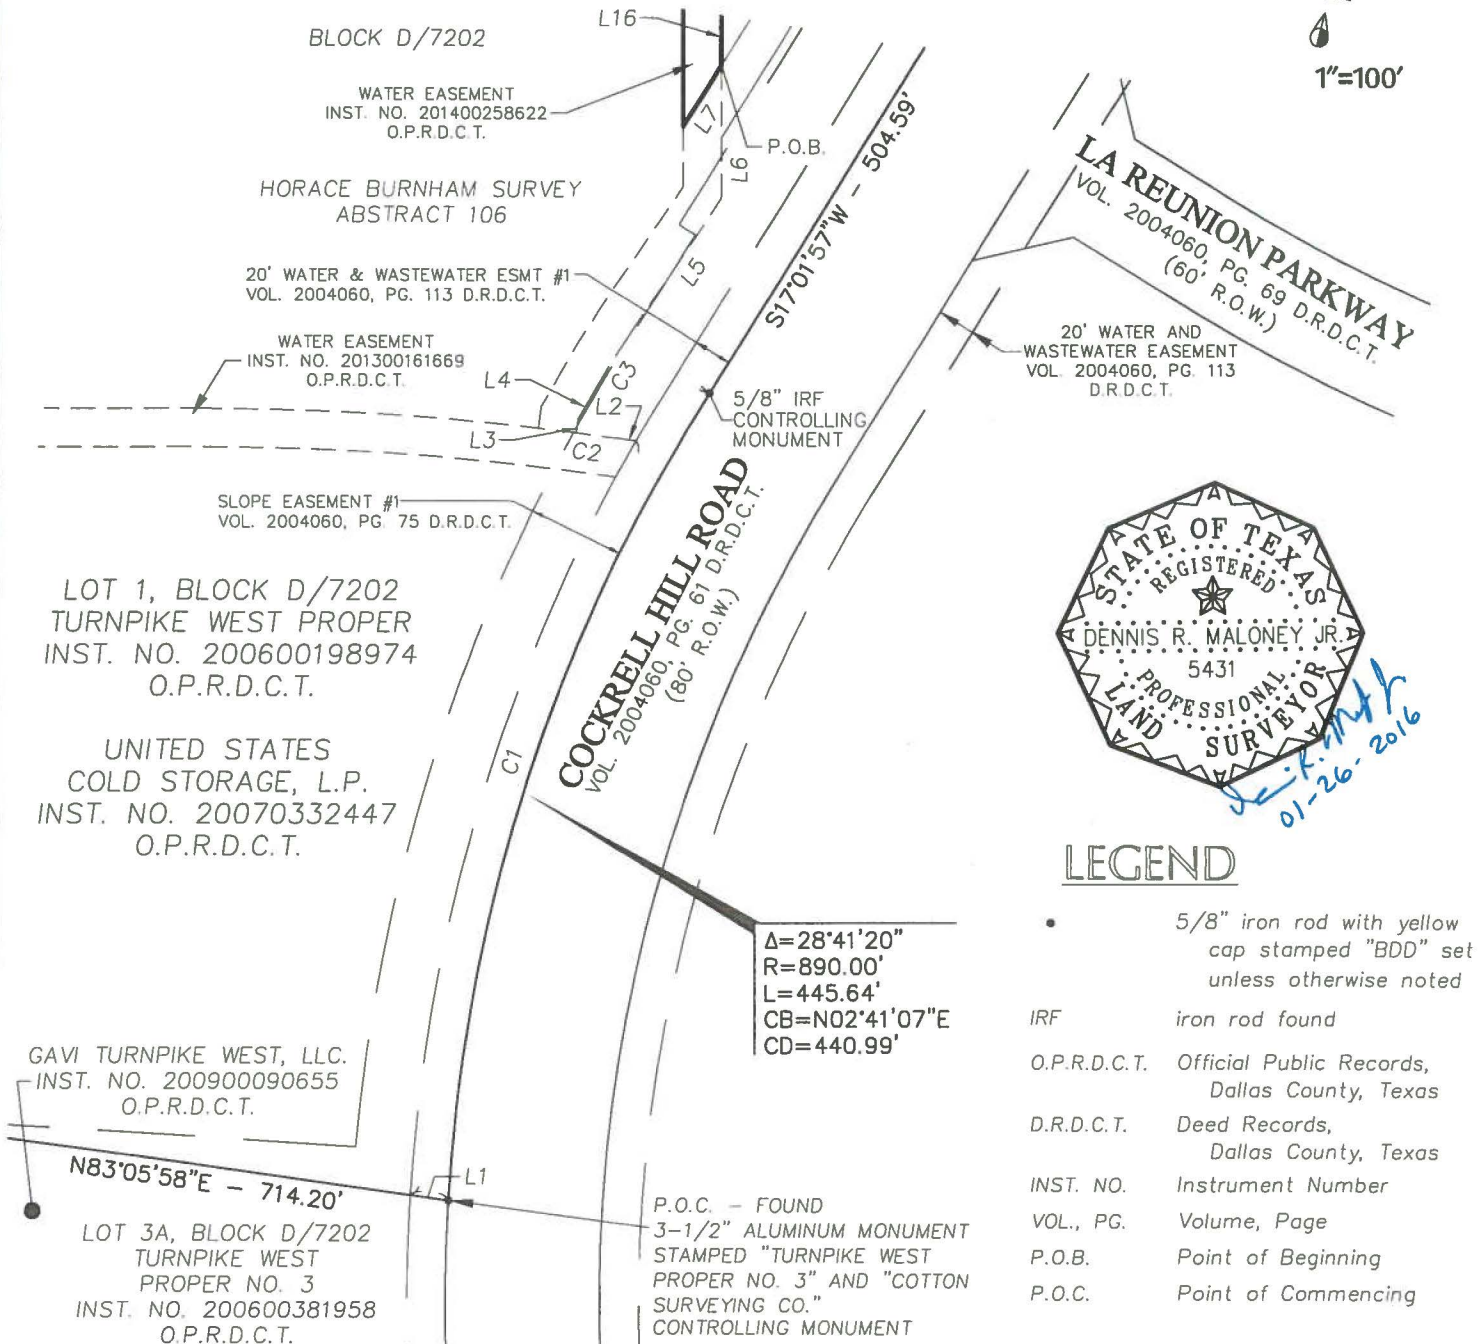 L16
BLOCK D/7202
1"=100'
WATER EASEMENT
INST. NO. 201400258622
O.P.R.D.C.T.
L7
P.O.B.
L6
HORACE BURNHAM SURVEY
ABSTRACT 106
S17°01'57"W - 504.59'
LA REUNION PARKWAY
VOL. 2004060, PG. 69 D.R.D.C.T.
(60' R.O.W.)
20' WATER & WASTEWATER ESMT #1
VOL. 2004060, PG. 113 D.R.D.C.T.
L5
WATER EASEMENT
INST. NO. 201300161669
O.P.R.D.C.T.
20' WATER AND
WASTEWATER EASEMENT
VOL. 2004060, PG. 113
D.R.D.C.T.
L4
C3
L2
L3
C2
5/8" IRF
CONTROLLING
MONUMENT
SLOPE EASEMENT #1
VOL. 2004060, PG. 75 D.R.D.C.T.
COCKRELL HILL ROAD
VOL. 2004060, PG. 61 D.R.D.C.T.
(80' R.O.W.)
C1
LOT 1, BLOCK D/7202
TURNPIKE WEST PROPER
INST. NO. 200600198974
O.P.R.D.C.T.
UNITED STATES
COLD STORAGE, L.P.
INST. NO. 20070332447
O.P.R.D.C.T.
STATE OF TEXAS
REGISTERED
DENNIS R. MALONEY JR.
5431
PROFESSIONAL
LAND SURVEYOR
01-26-2016
Δ=28°41'20"
R=890.00'
L=445.64'
CB=N02°41'07"E
CD=440.99'
LEGEND
5/8" iron rod with yellow
cap stamped "BDD" set
unless otherwise noted
IRF iron rod found
O.P.R.D.C.T. Official Public Records,
Dallas County, Texas
D.R.D.C.T. Deed Records,
Dallas County, Texas
INST. NO. Instrument Number
VOL., PG. Volume, Page
P.O.B. Point of Beginning
P.O.C. Point of Commencing
GAVI TURNPIKE WEST, LLC.
INST. NO. 200900090655
O.P.R.D.C.T.
N83°05'58"E - 714.20'
L1
LOT 3A, BLOCK D/7202
TURNPIKE WEST
PROPER NO. 3
INST. NO. 200600381958
O.P.R.D.C.T.
P.O.C. - FOUND
3-1/2" ALUMINUM MONUMENT
STAMPED "TURNPIKE WEST
PROPER NO. 3" AND "COTTON
SURVEYING CO."
CONTROLLING MONUMENT